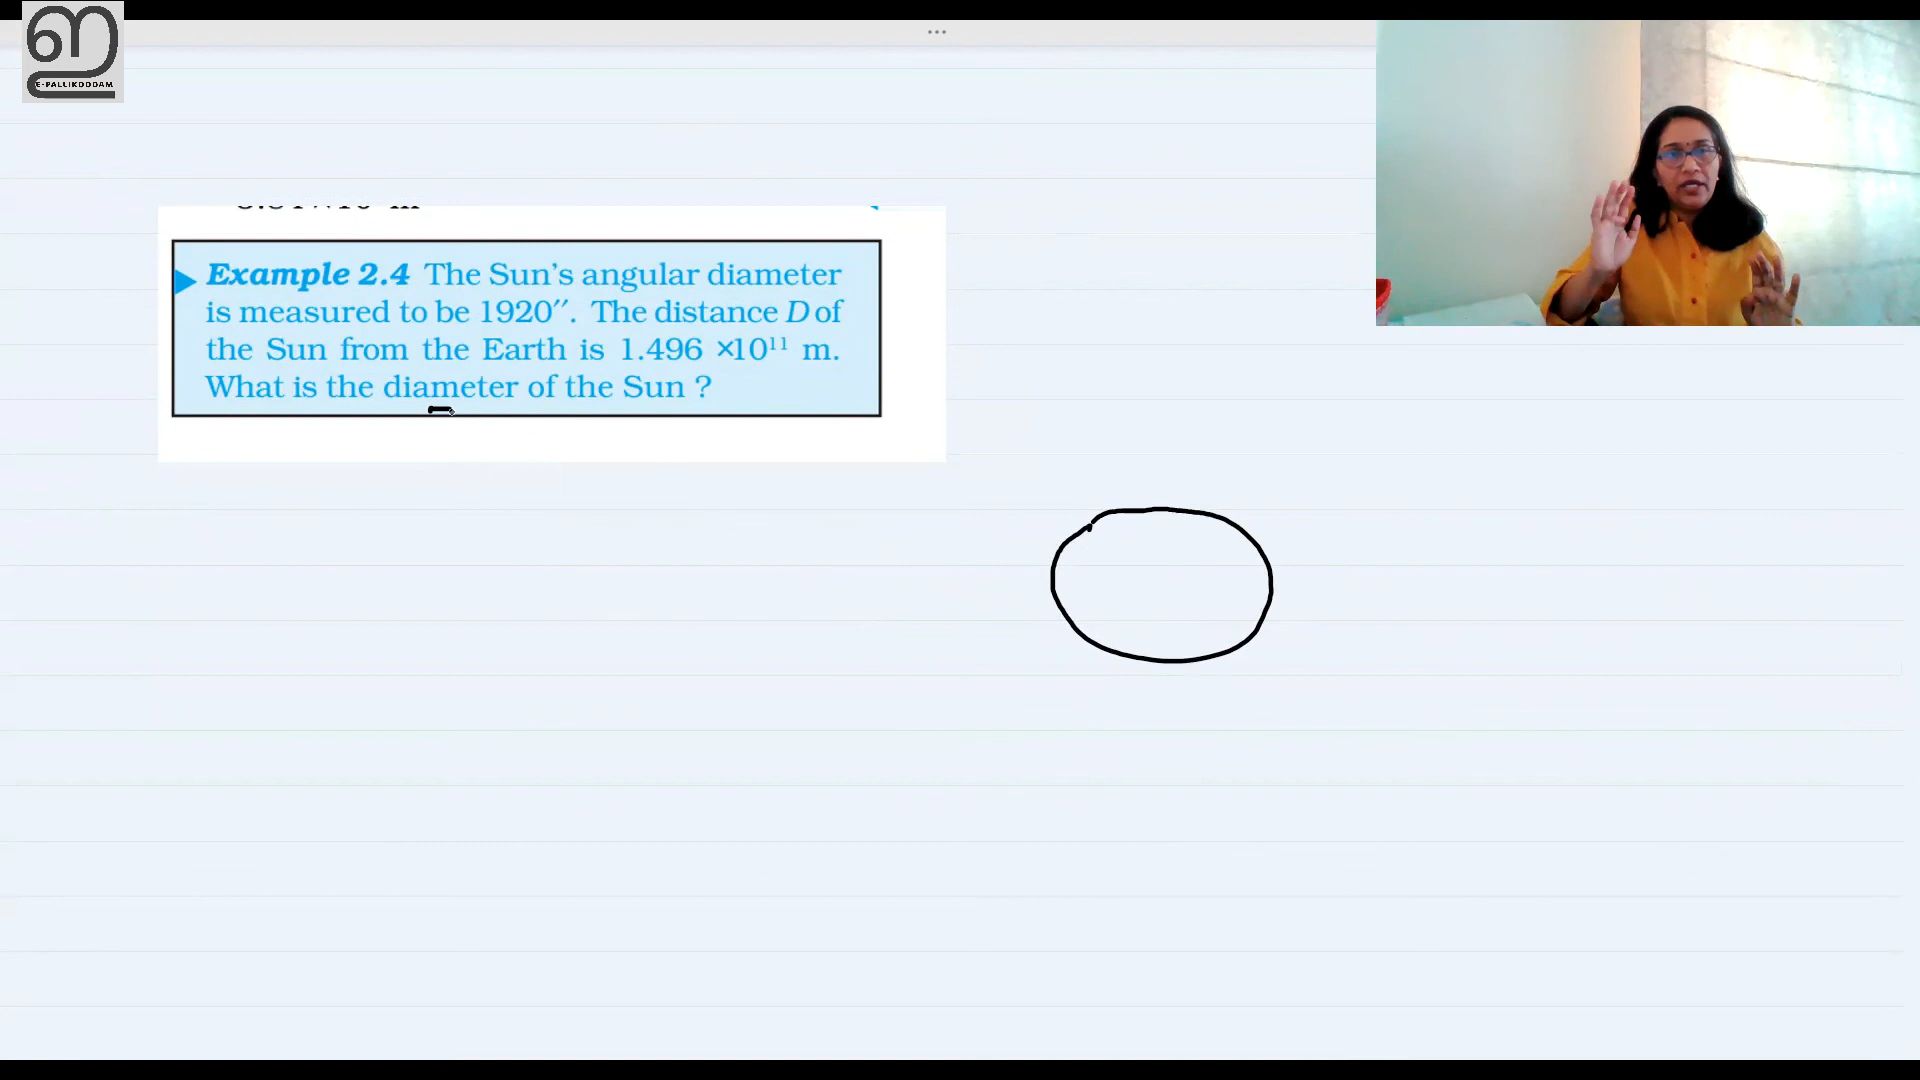 E-PALLIKOODAM
Example 2.4 The Sun's angular diameter
is measured to be 1920″. The distance D of
the Sun from the Earth is 1.496 ×10¹¹ m.
What is the diameter of the Sun ?